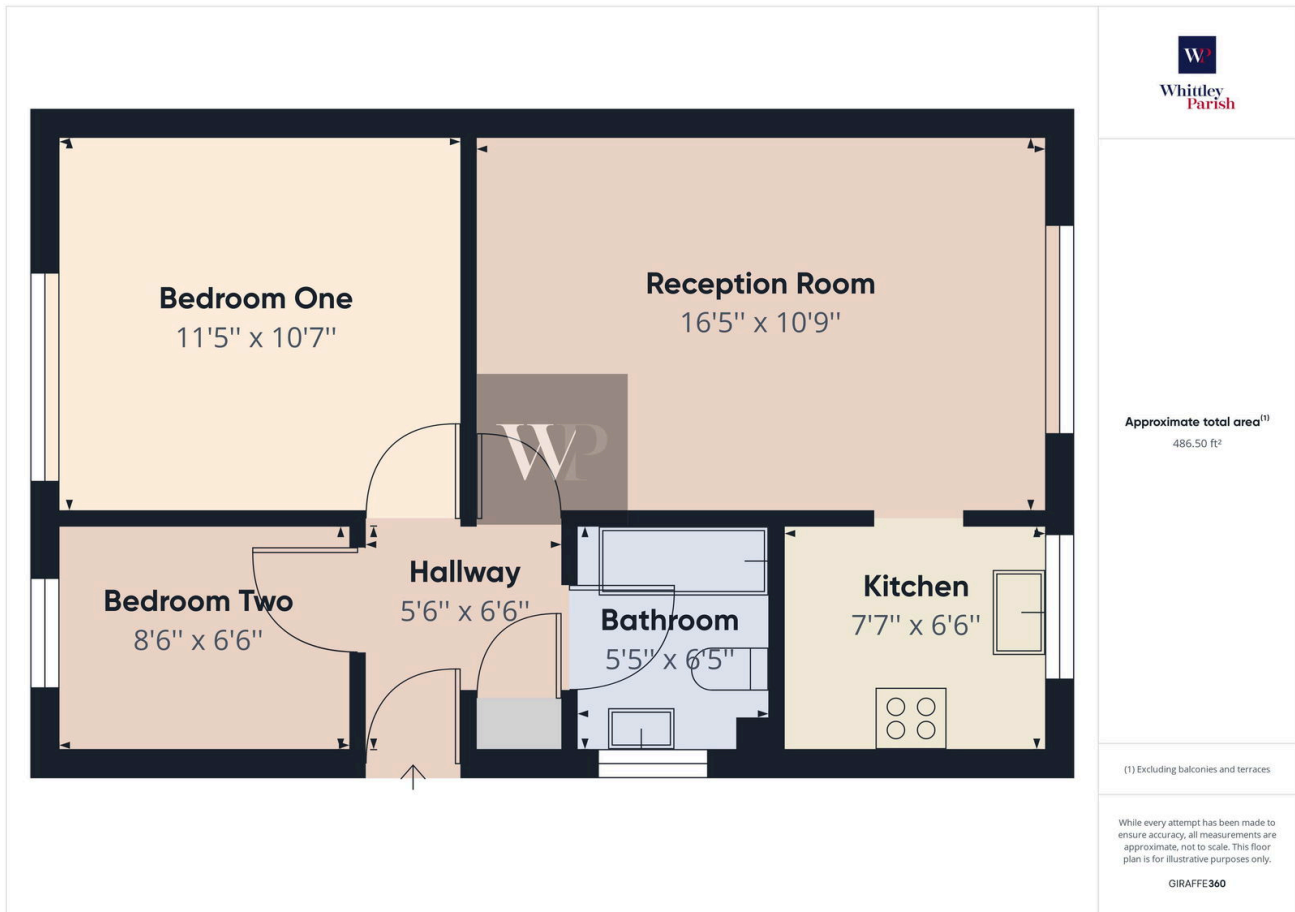 WP
Whittley
Parish
Bedroom One
11'5'' x 10'7''
Reception Room
16'5'' x 10'9''
WP
Hallway
5'6'' x 6'6''
Bedroom Two
8'6'' x 6'6''
Bathroom
5'5'' x 6'5''
Kitchen
7'7'' x 6'6''
Approximate total area(1)
486.50 ft²
(1) Excluding balconies and terraces
While every attempt has been made to
ensure accuracy, all measurements are
approximate, not to scale. This floor
plan is for illustrative purposes only.
GIRAFFE360